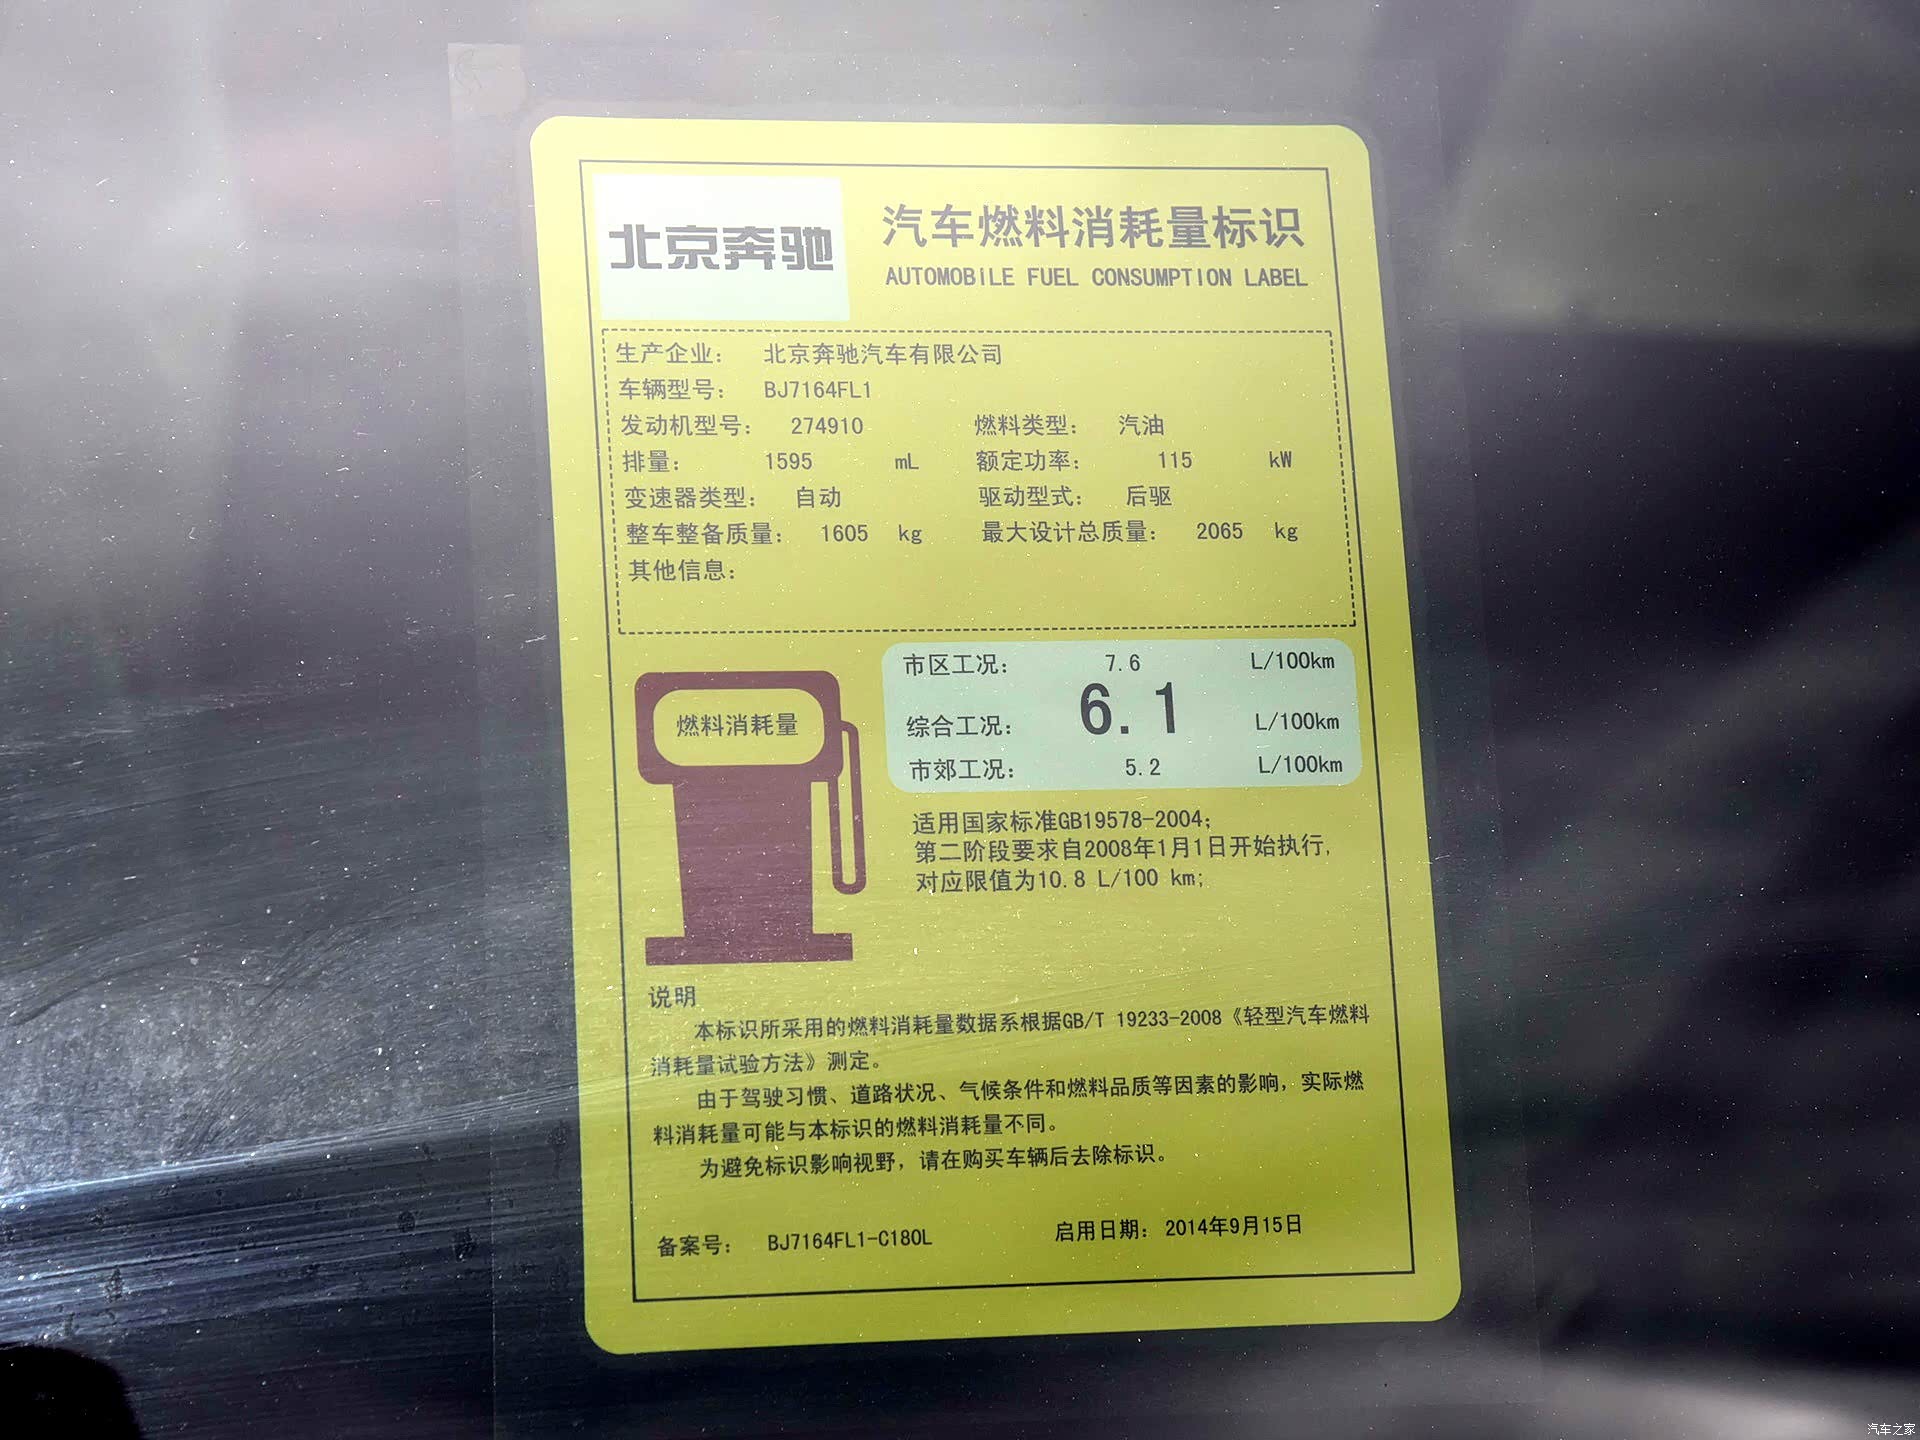 北京奔驰
汽车燃料消耗量标识
AUTOMOBILE FUEL CONSUMPTION LABEL
生产企业： 北京奔驰汽车有限公司
车辆型号： BJ7164FL1
发动机型号： 274910 燃料类型： 汽油
排量： 1595 mL 额定功率： 115 kW
变速器类型： 自动 驱动型式： 后驱
整车整备质量： 1605 kg 最大设计总质量： 2065 kg
其他信息：
燃料消耗量
市区工况： 7.6 L/100km
综合工况： 6.1 L/100km
市郊工况： 5.2 L/100km
适用国家标准GB19578-2004；
第二阶段要求自2008年1月1日开始执行，
对应限值为10.8 L/100 km；
说明
本标识所采用的燃料消耗量数据系根据GB/T 19233-2008《轻型汽车燃料
消耗量试验方法》测定。
由于驾驶习惯、道路状况、气候条件和燃料品质等因素的影响，实际燃
料消耗量可能与本标识的燃料消耗量不同。
为避免标识影响视野，请在购买车辆后去除标识。
备案号： BJ7164FL1-C180L 启用日期： 2014年9月15日
汽车之家